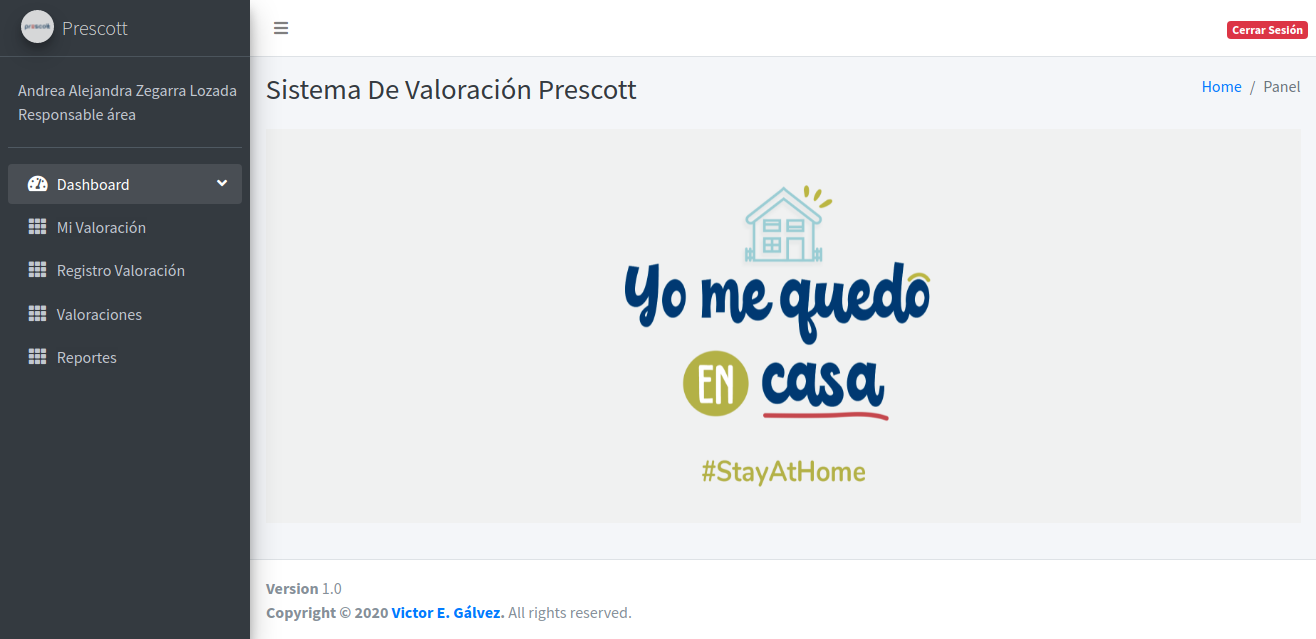 Prescott
Cerrar Sesión
Andrea Alejandra Zegarra Lozada
Responsable área
Sistema De Valoración Prescott
Home / Panel
Dashboard
Mi Valoración
Registro Valoración
Valoraciones
Reportes
Yo me quedo
EN casa
#StayAtHome
Version 1.0
Copyright © 2020 Victor E. Gálvez. All rights reserved.